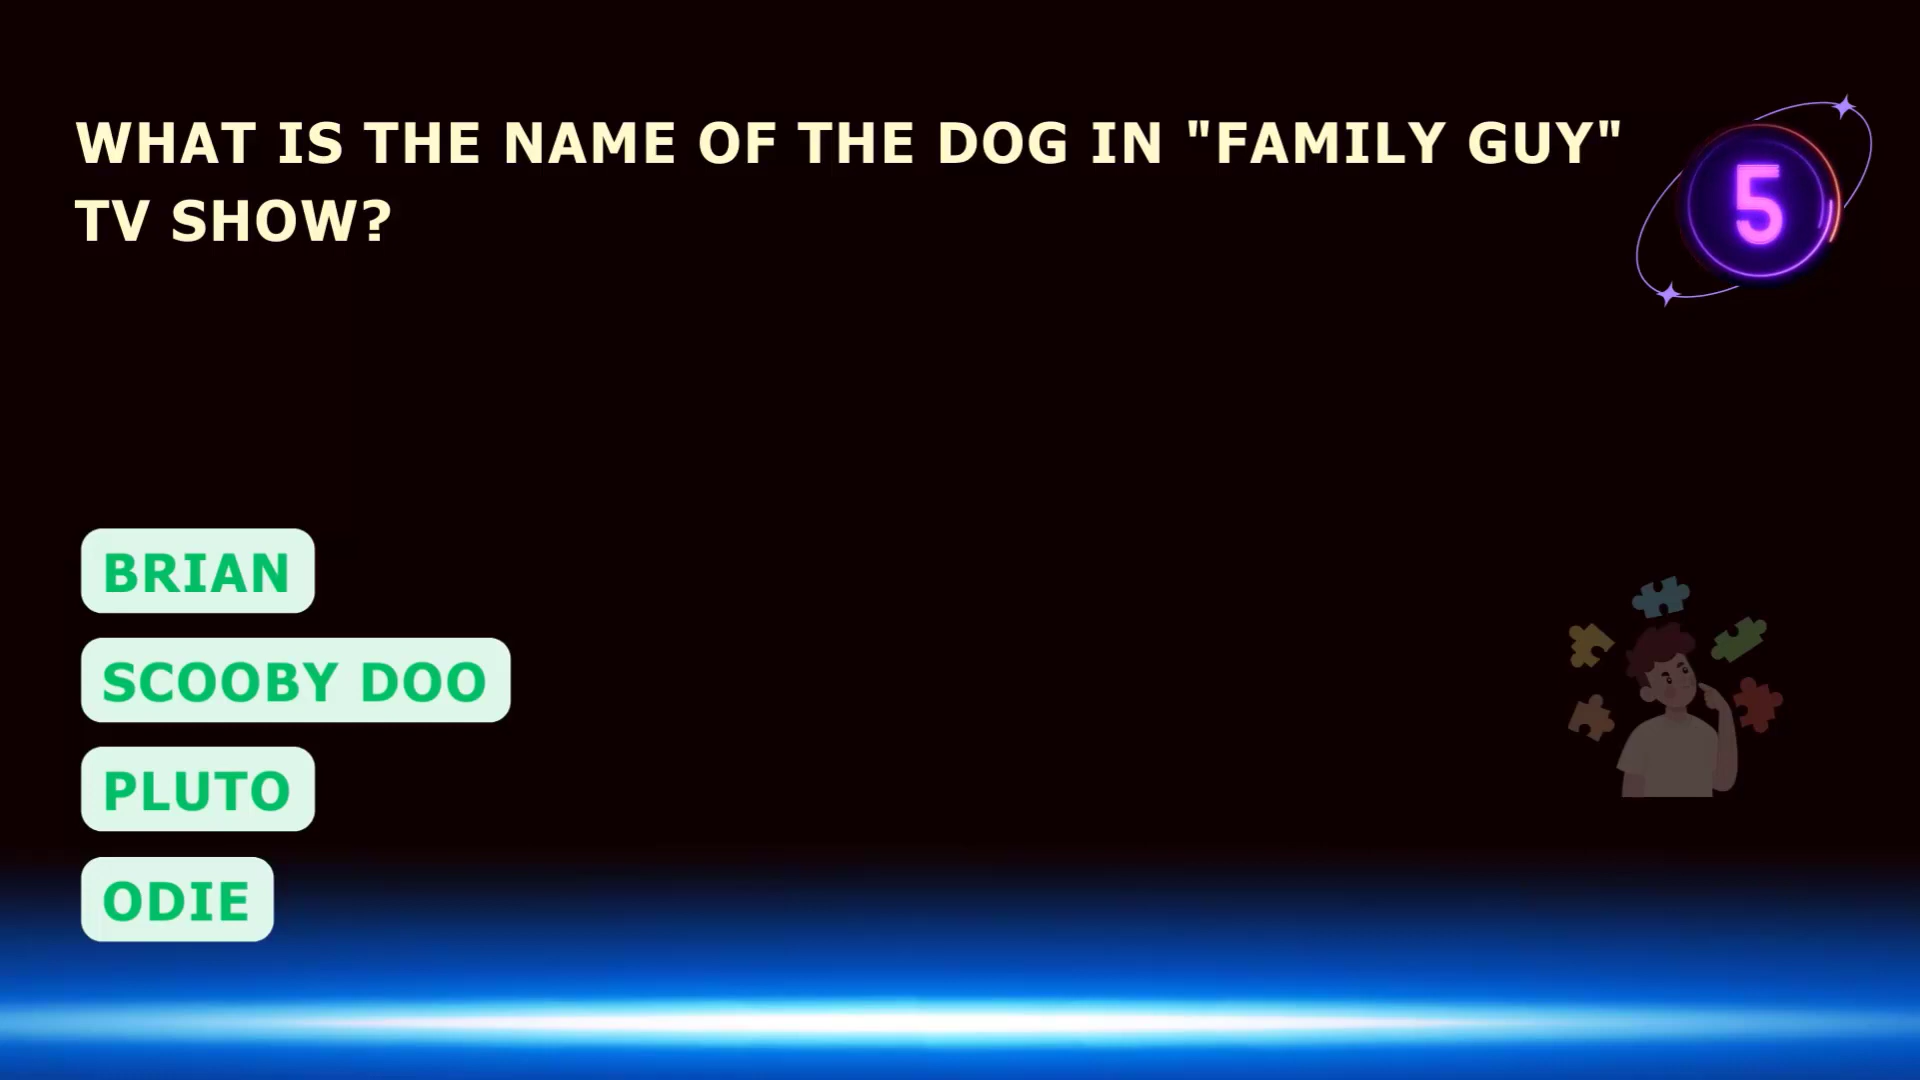 WHAT IS THE NAME OF THE DOG IN "FAMILY GUY"
TV SHOW?
5
BRIAN
SCOOBY DOO
PLUTO
ODIE